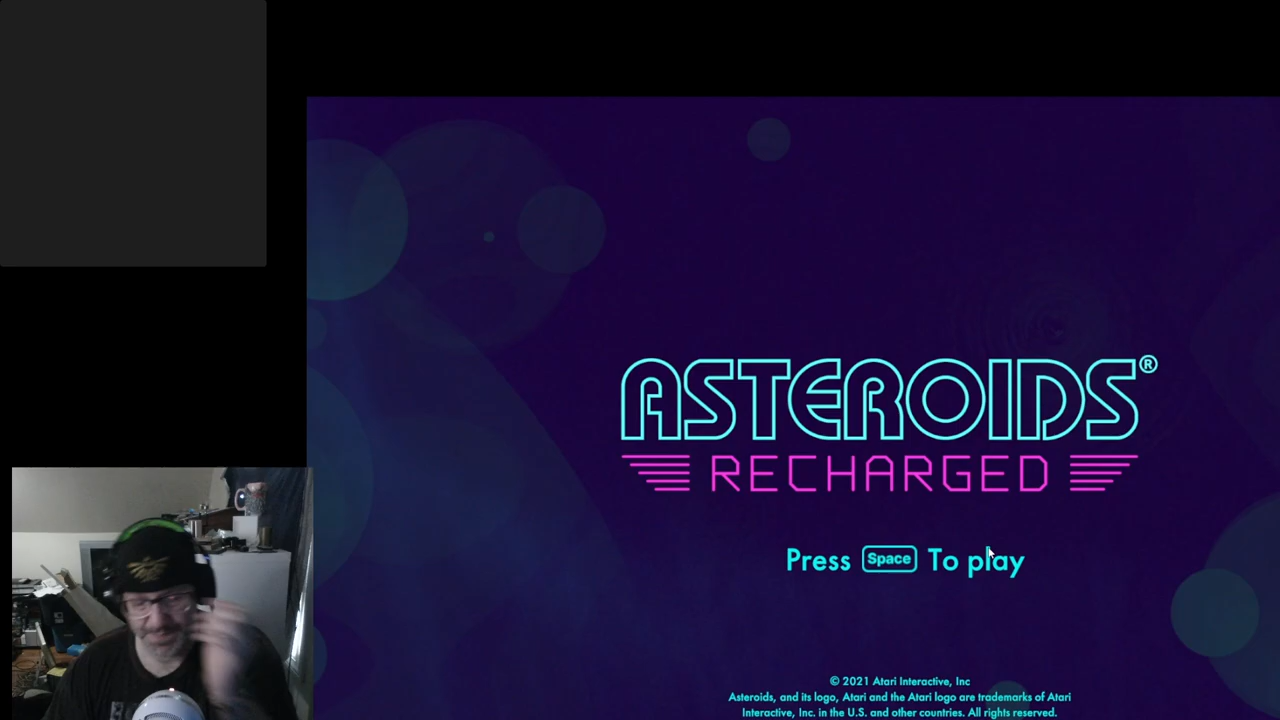 ASTEROIDS®
RECHARGED
Press Space To play
© 2021 Atari Interactive, Inc
Asteroids, and its logo, Atari and the Atari logo are trademarks of Atari
Interactive, Inc. in the U.S. and other countries. All rights reserved.